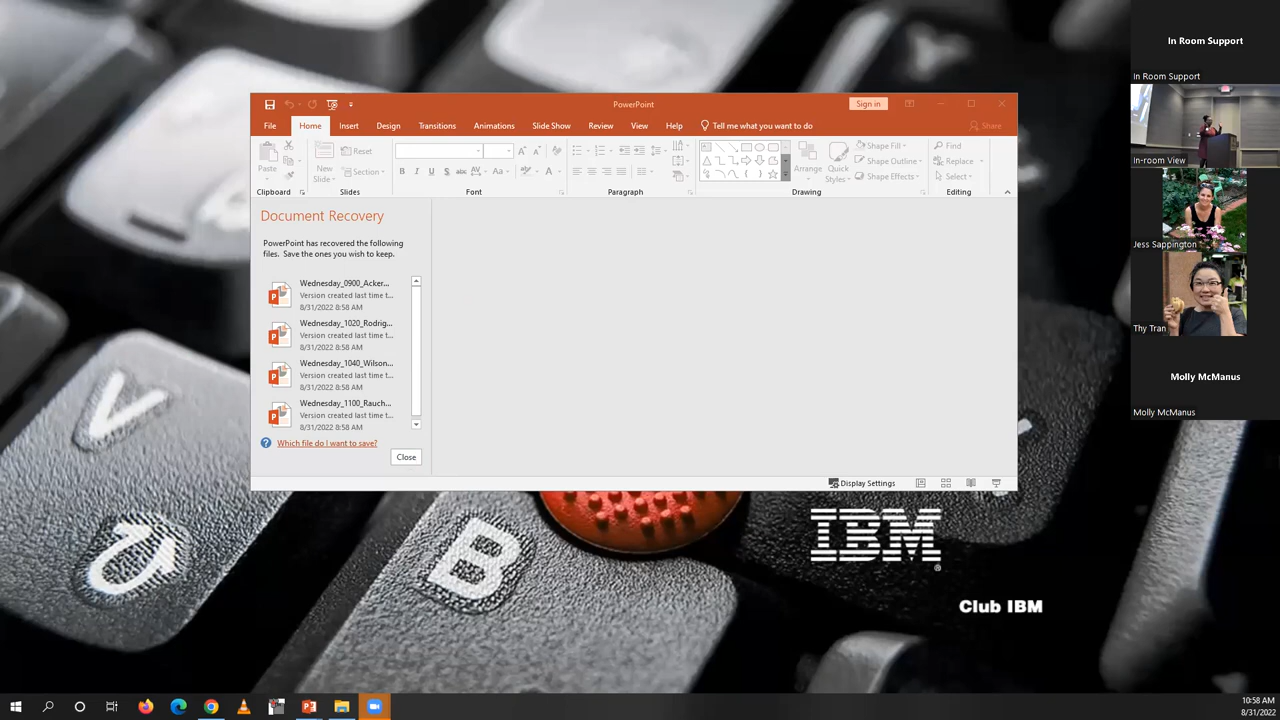 PowerPoint
Sign in
File
Home
Insert
Design
Transitions
Animations
Slide Show
Review
View
Help
Tell me what you want to do
Share
Paste
New
Slide
Reset
Section
B I U S abc AV Aa A
Shape Fill
Shape Outline
Shape Effects
Arrange
Quick
Styles
Find
Replace
Select
Clipboard
Slides
Font
Paragraph
Drawing
Editing
Document Recovery
PowerPoint has recovered the following
files. Save the ones you wish to keep.
Wednesday_0900_Acker...
Version created last time t...
8/31/2022 8:58 AM
Wednesday_1020_Rodrig...
Version created last time t...
8/31/2022 8:58 AM
Wednesday_1040_Wilson...
Version created last time t...
8/31/2022 8:58 AM
Wednesday_1100_Rauch...
Version created last time t...
8/31/2022 8:58 AM
Which file do I want to save?
Close
Display Settings
In Room Support
In Room Support
In-room View
Jess Sappington
Thy Tran
Molly McManus
Molly McManus
V
B
IBM
®
Club IBM
10:58 AM
8/31/2022